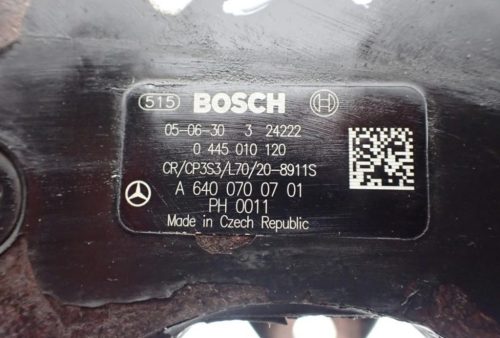 515 BOSCH
05-06-30 3 24222
0 445 010 120
CR/CP3S3/L70/20-8911S
A 640 070 07 01
PH 0011
Made in Czech Republic